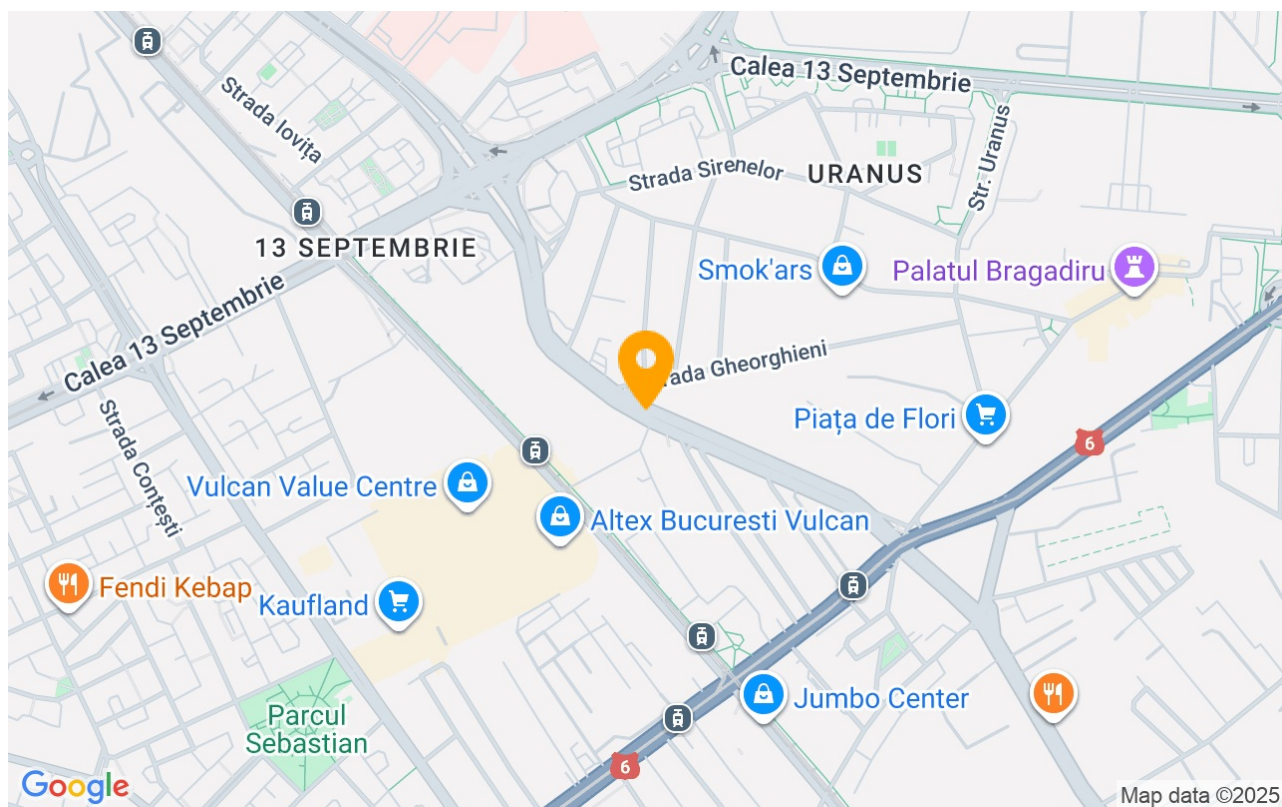 Calea 13 Septembrie
Strada Iovița
Strada Sirenelor
URANUS
Str. Uranus
13 SEPTEMBRIE
Smok'ars
Palatul Bragadiru
Calea 13 Septembrie
rada Gheorghieni
Strada Conțești
Piața de Flori
6
Vulcan Value Centre
Altex Bucuresti Vulcan
Fendi Kebap
Kaufland
Jumbo Center
Parcul
Sebastian
6
Google
Map data ©2025